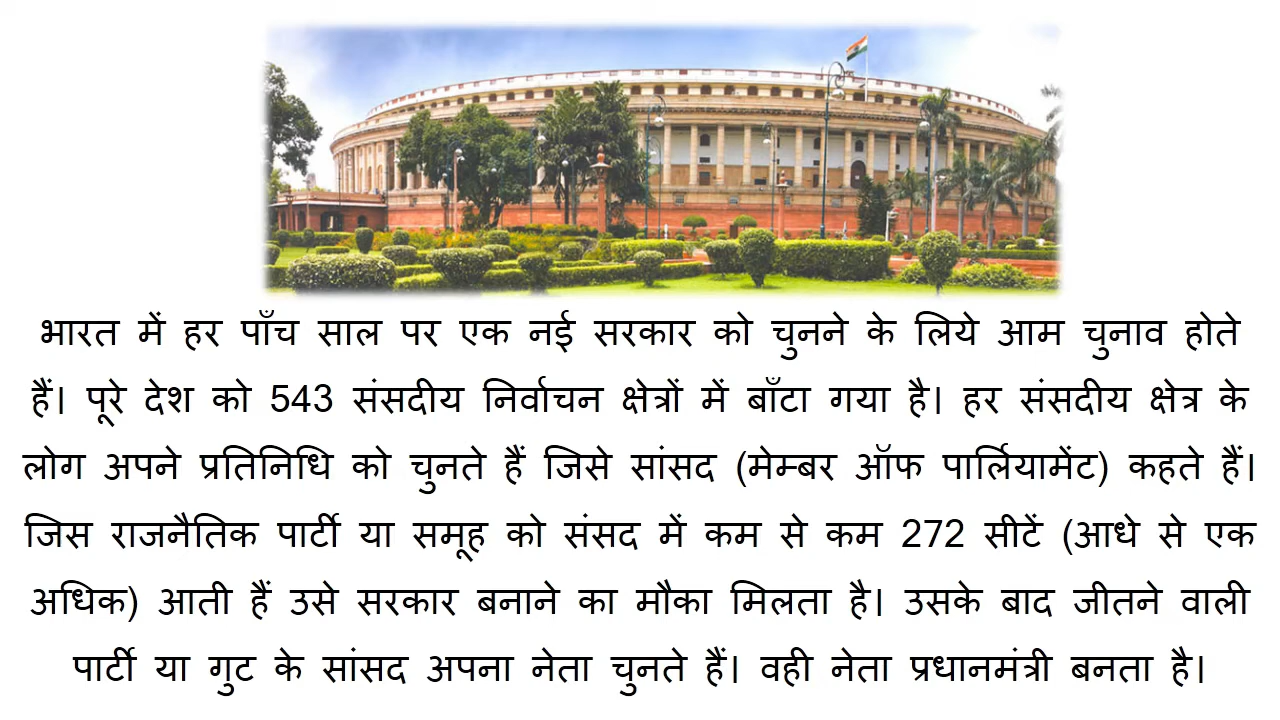 भारत में हर पाँच साल पर एक नई सरकार को चुनने के लिये आम चुनाव होते
हैं। पूरे देश को 543 संसदीय निर्वाचन क्षेत्रों में बाँटा गया है। हर संसदीय क्षेत्र के
लोग अपने प्रतिनिधि को चुनते हैं जिसे सांसद (मेम्बर ऑफ पार्लियामेंट) कहते हैं।
जिस राजनैतिक पार्टी या समूह को संसद में कम से कम 272 सीटें (आधे से एक
अधिक) आती हैं उसे सरकार बनाने का मौका मिलता है। उसके बाद जीतने वाली
पार्टी या गुट के सांसद अपना नेता चुनते हैं। वही नेता प्रधानमंत्री बनता है।